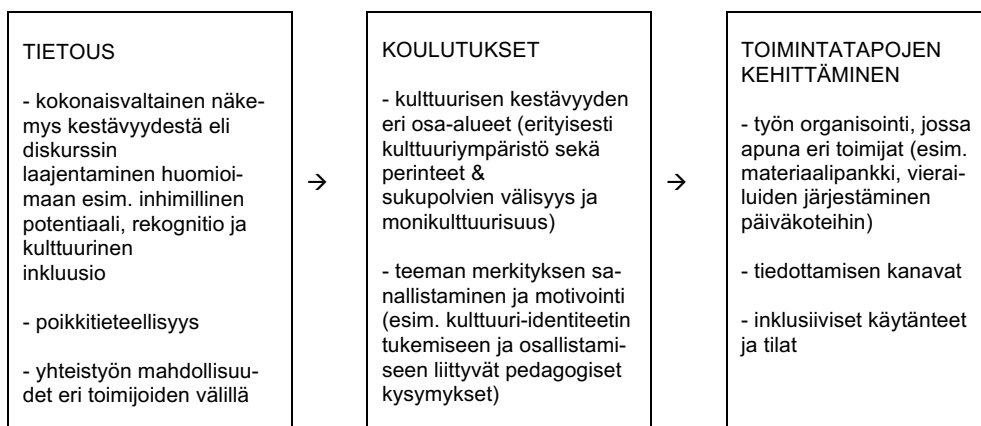 TIETOUS
- kokonaisvaltainen näke-
mys kestävyydestä eli
diskurssin
laajentaminen huomioi-
maan esim. inhimillinen
potentiaali, rekognitio ja
kulttuurinen
inkluusio
- poikkitieteellisyys
- yhteistyön mahdollisuu-
det eri toimijoiden välillä
→
KOULUTUKSET
- kulttuurisen kestävyyden
eri osa-alueet (erityisesti
kulttuuriympäristö sekä
perinteet &
sukupolvien välisyys ja
monikulttuurisuus)
- teeman merkityksen sa-
nallistaminen ja motivointi
(esim. kulttuuri-identiteetin
tukemiseen ja osallistami-
seen liittyvät pedagogiset
kysymykset)
→
TOIMINTATAPOJEN
KEHITTÄMINEN
- työn organisointi, jossa
apuna eri toimijat (esim.
materiaalipankki, vierai-
luiden järjestäminen
päiväkoteihin)
- tiedottamisen kanavat
- inklusiiviset käytänteet
ja tilat